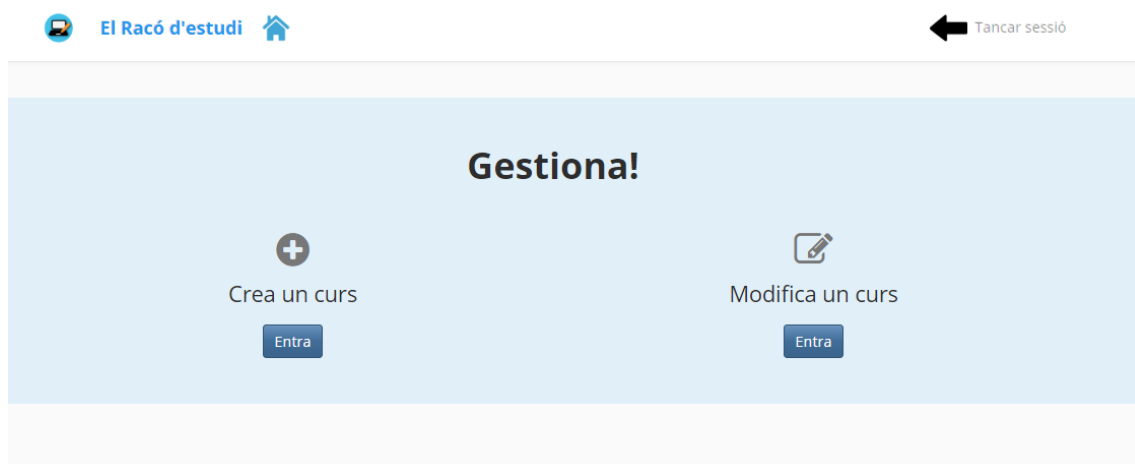 El Racó d'estudi
Tancar sessió
Gestiona!
Crea un curs
Modifica un curs
Entra
Entra